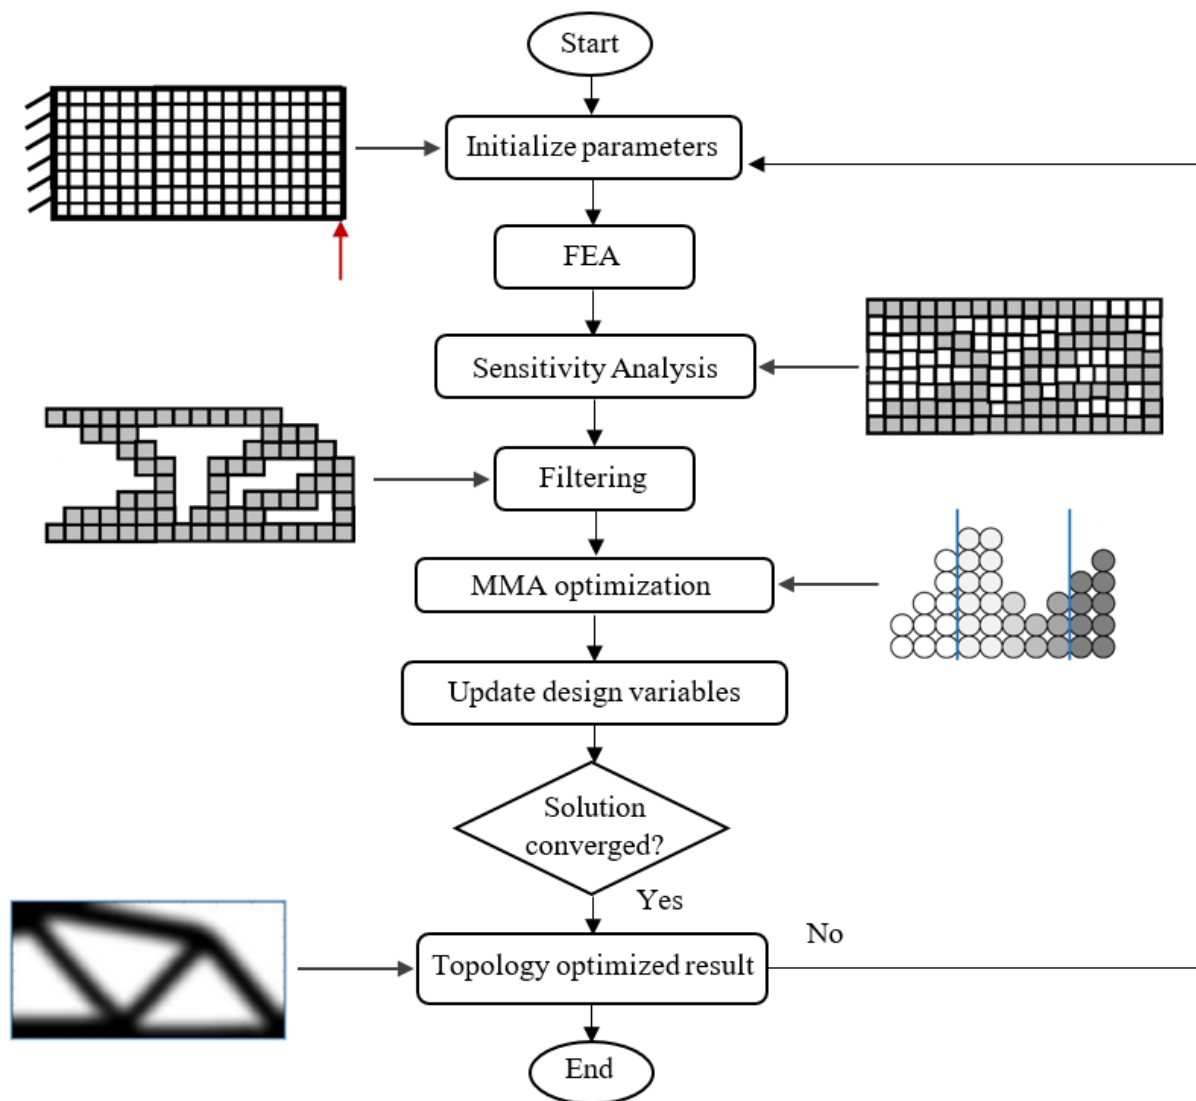 Start
Initialize parameters
FEA
Sensitivity Analysis
Filtering
MMA optimization
Update design variables
Solution
converged?
Yes
No
Topology optimized result
End